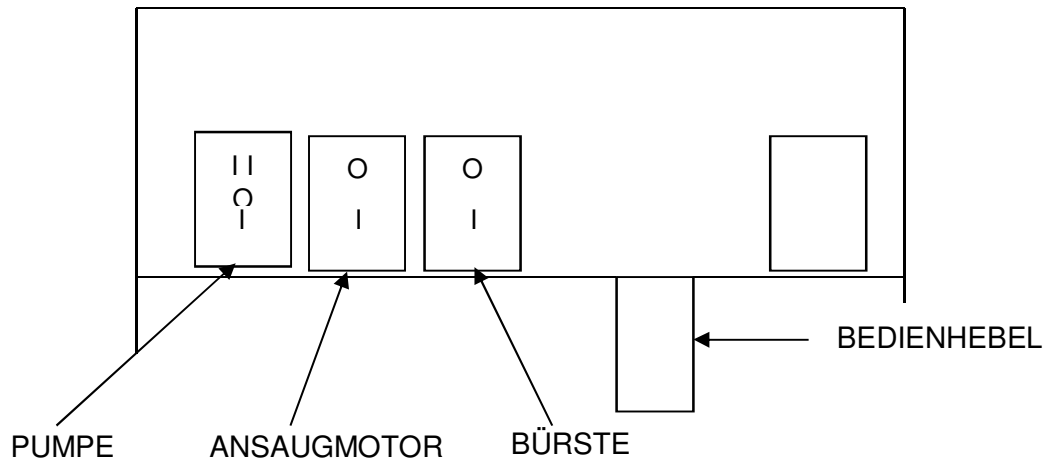 II O O
O
I I I
BEDIENHEBEL
PUMPE ANSAUGMOTOR BÜRSTE